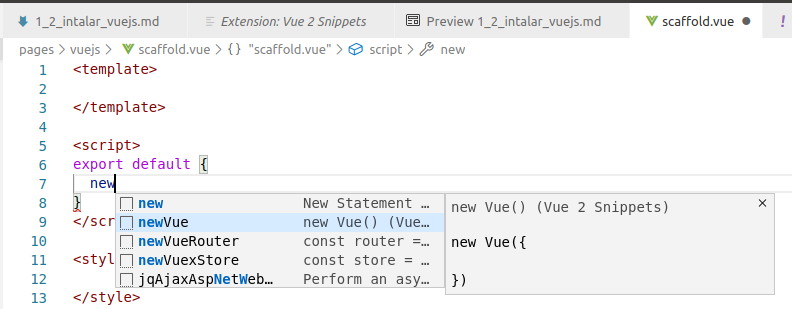 1_2_intalar_vuejs.md
Extension: Vue 2 Snippets
Preview 1_2_intalar_vuejs.md
scaffold.vue
pages > vuejs > scaffold.vue > {} "scaffold.vue" > script > new
1 <template>
2
3 </template>
4
5 <script>
6 export default {
7 new
8 }
9 </scr
10
11 <styl
12
13 </style>
new New Statement …
newVue new Vue() (Vue…
newVueRouter const router =…
newVuexStore const store = …
jqAjaxAspNetWeb… Perform an asy…
new Vue() (Vue 2 Snippets)
new Vue({
})